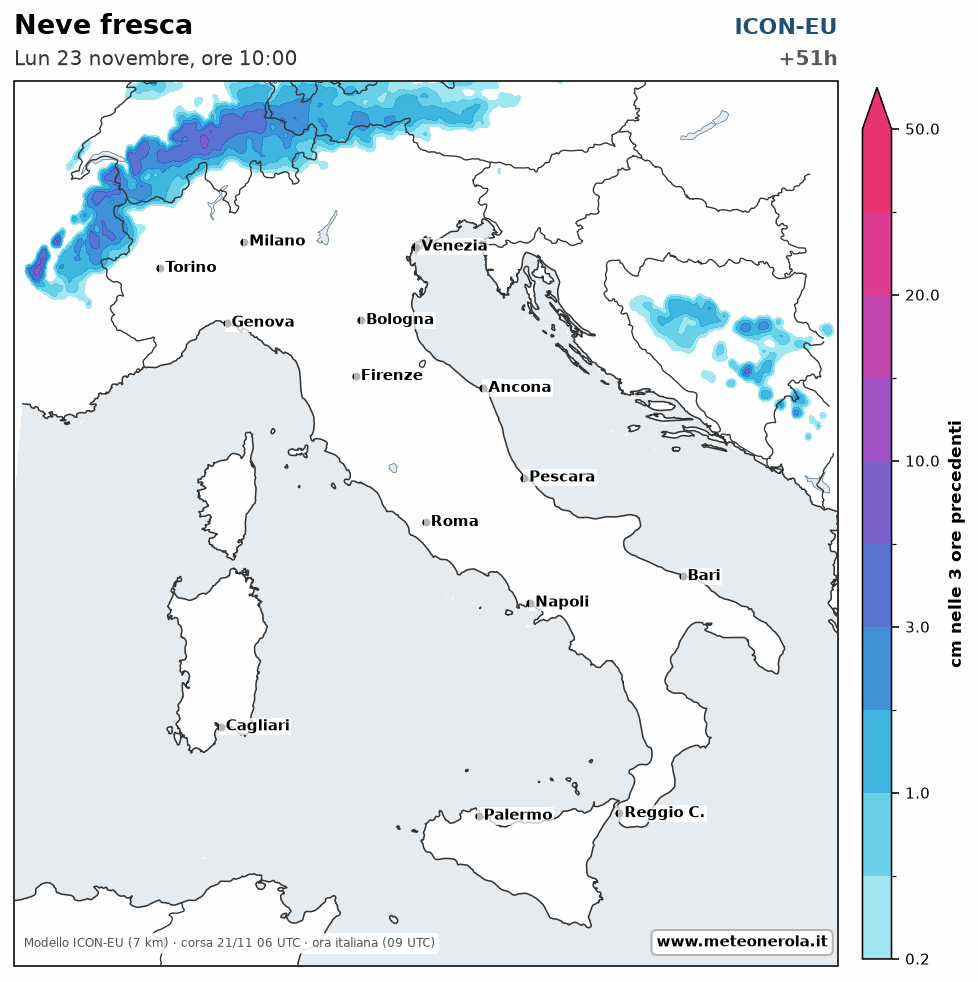 Neve fresca
ICON-EU
Lun 23 novembre, ore 10:00
+51h
Milano
Venezia
Torino
Genova
Bologna
Firenze
Ancona
Pescara
Roma
Bari
Napoli
Cagliari
Palermo
Reggio C.
50.0
20.0
10.0
3.0
1.0
0.2
cm nelle 3 ore precedenti
Modello ICON-EU (7 km) · corsa 21/11 06 UTC · ora italiana (09 UTC)
www.meteonerola.it